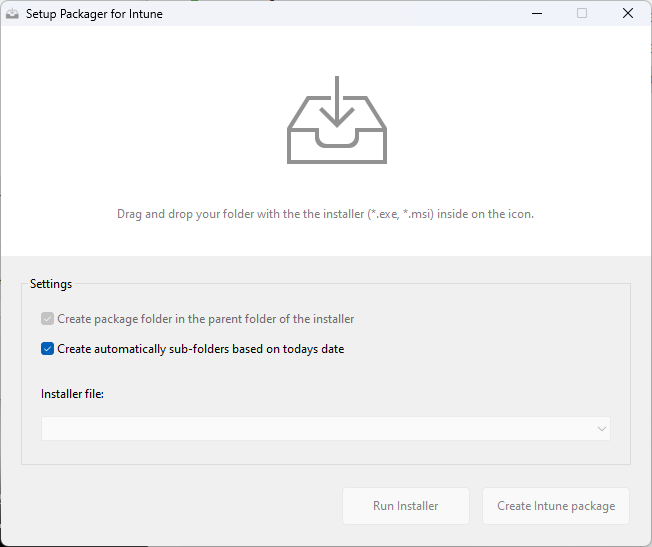 Setup Packager for Intune
Drag and drop your folder with the the installer (*.exe, *.msi) inside on the icon.
Settings
Create package folder in the parent folder of the installer
Create automatically sub-folders based on todays date
Installer file:
Run Installer
Create Intune package